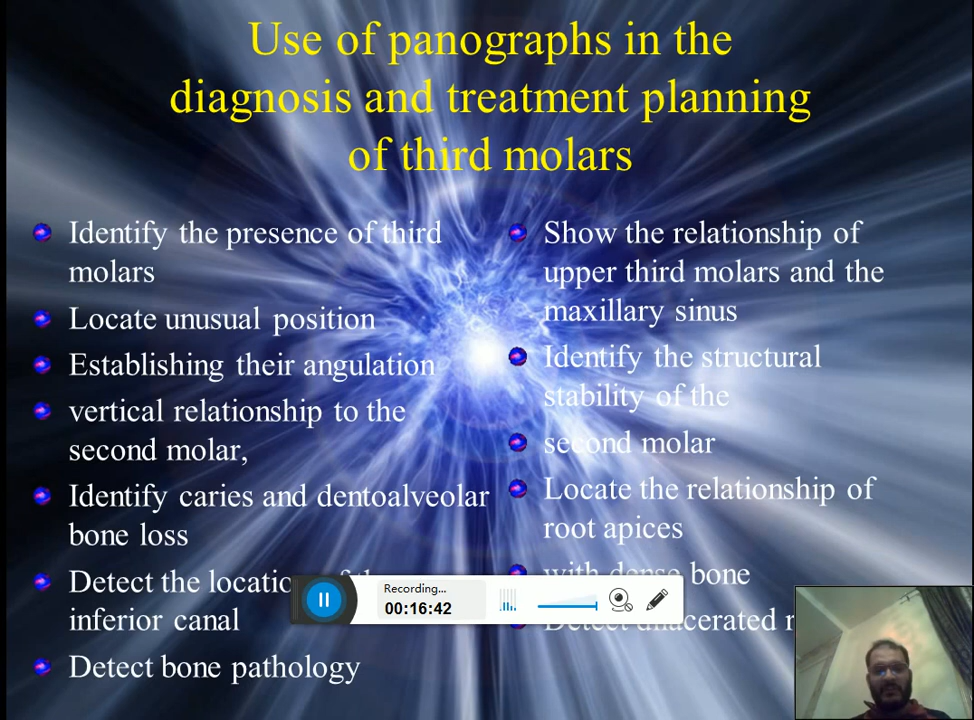 Use of panographs in the
diagnosis and treatment planning
of third molars
Identify the presence of third
molars
Locate unusual position
Establishing their angulation
vertical relationship to the
second molar,
Identify caries and dentoalveolar
bone loss
Detect the location of the
inferior canal
Detect bone pathology
Show the relationship of
upper third molars and the
maxillary sinus
Identify the structural
stability of the
second molar
Locate the relationship of
root apices
with dense bone
Detect dilacerated
Recording...
00:16:42